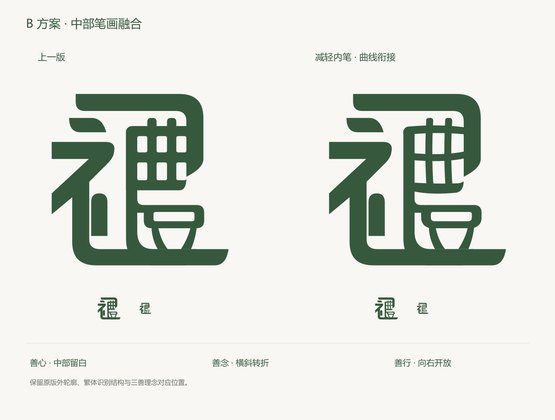 B 方案 · 中部笔画融合
上一版
减轻内笔 · 曲线衔接
禮 禮
禮 禮 禮 禮
善心 · 中部留白
善念 · 横斜转折
善行 · 向右开放
保留原版外轮廓、繁体识别结构与三善理念对应位置。